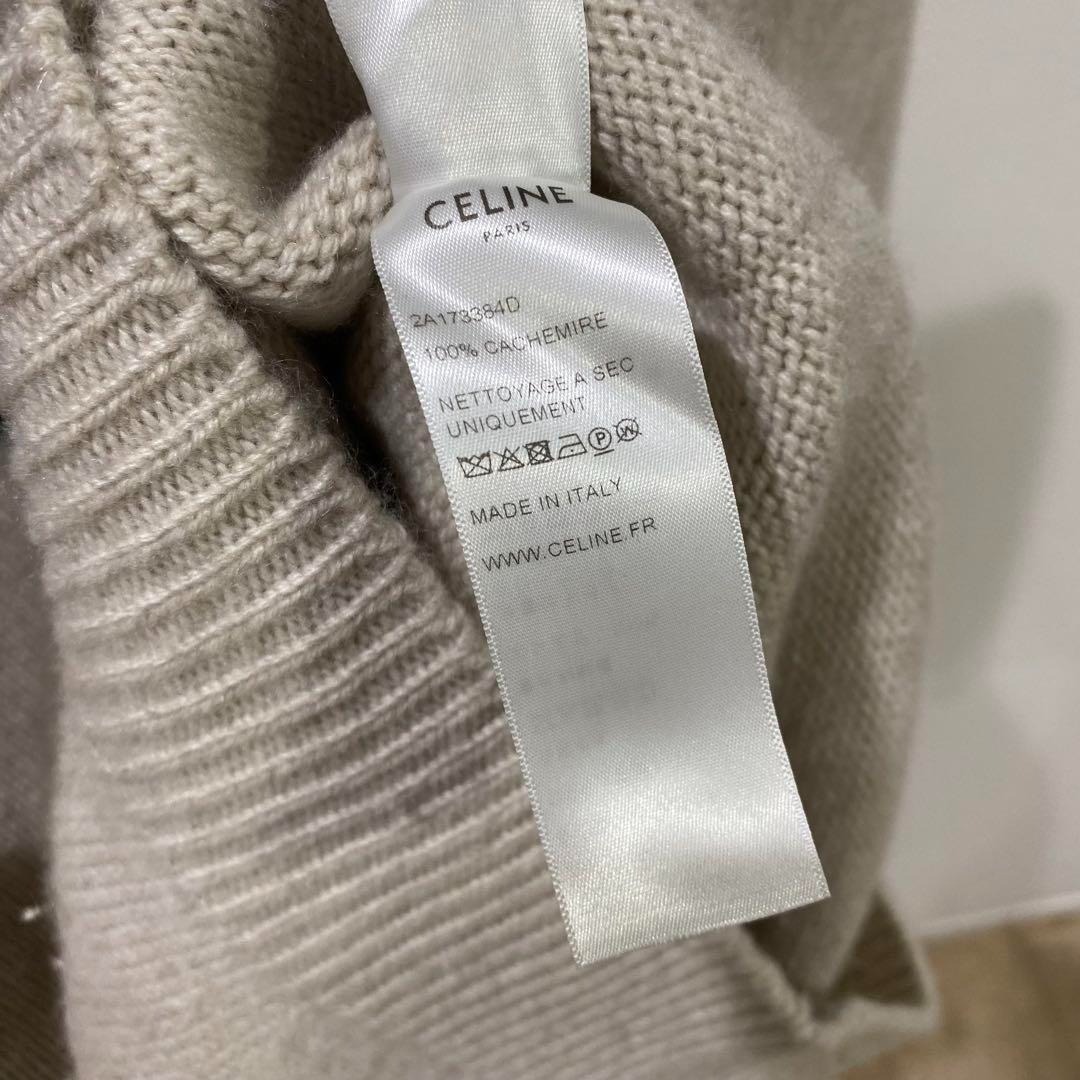 CELINE
PARIS
2A173384D
100% CACHEMIRE
NETTOYAGE A SEC
UNIQUEMENT
P W
MADE IN ITALY
WWW.CELINE.FR